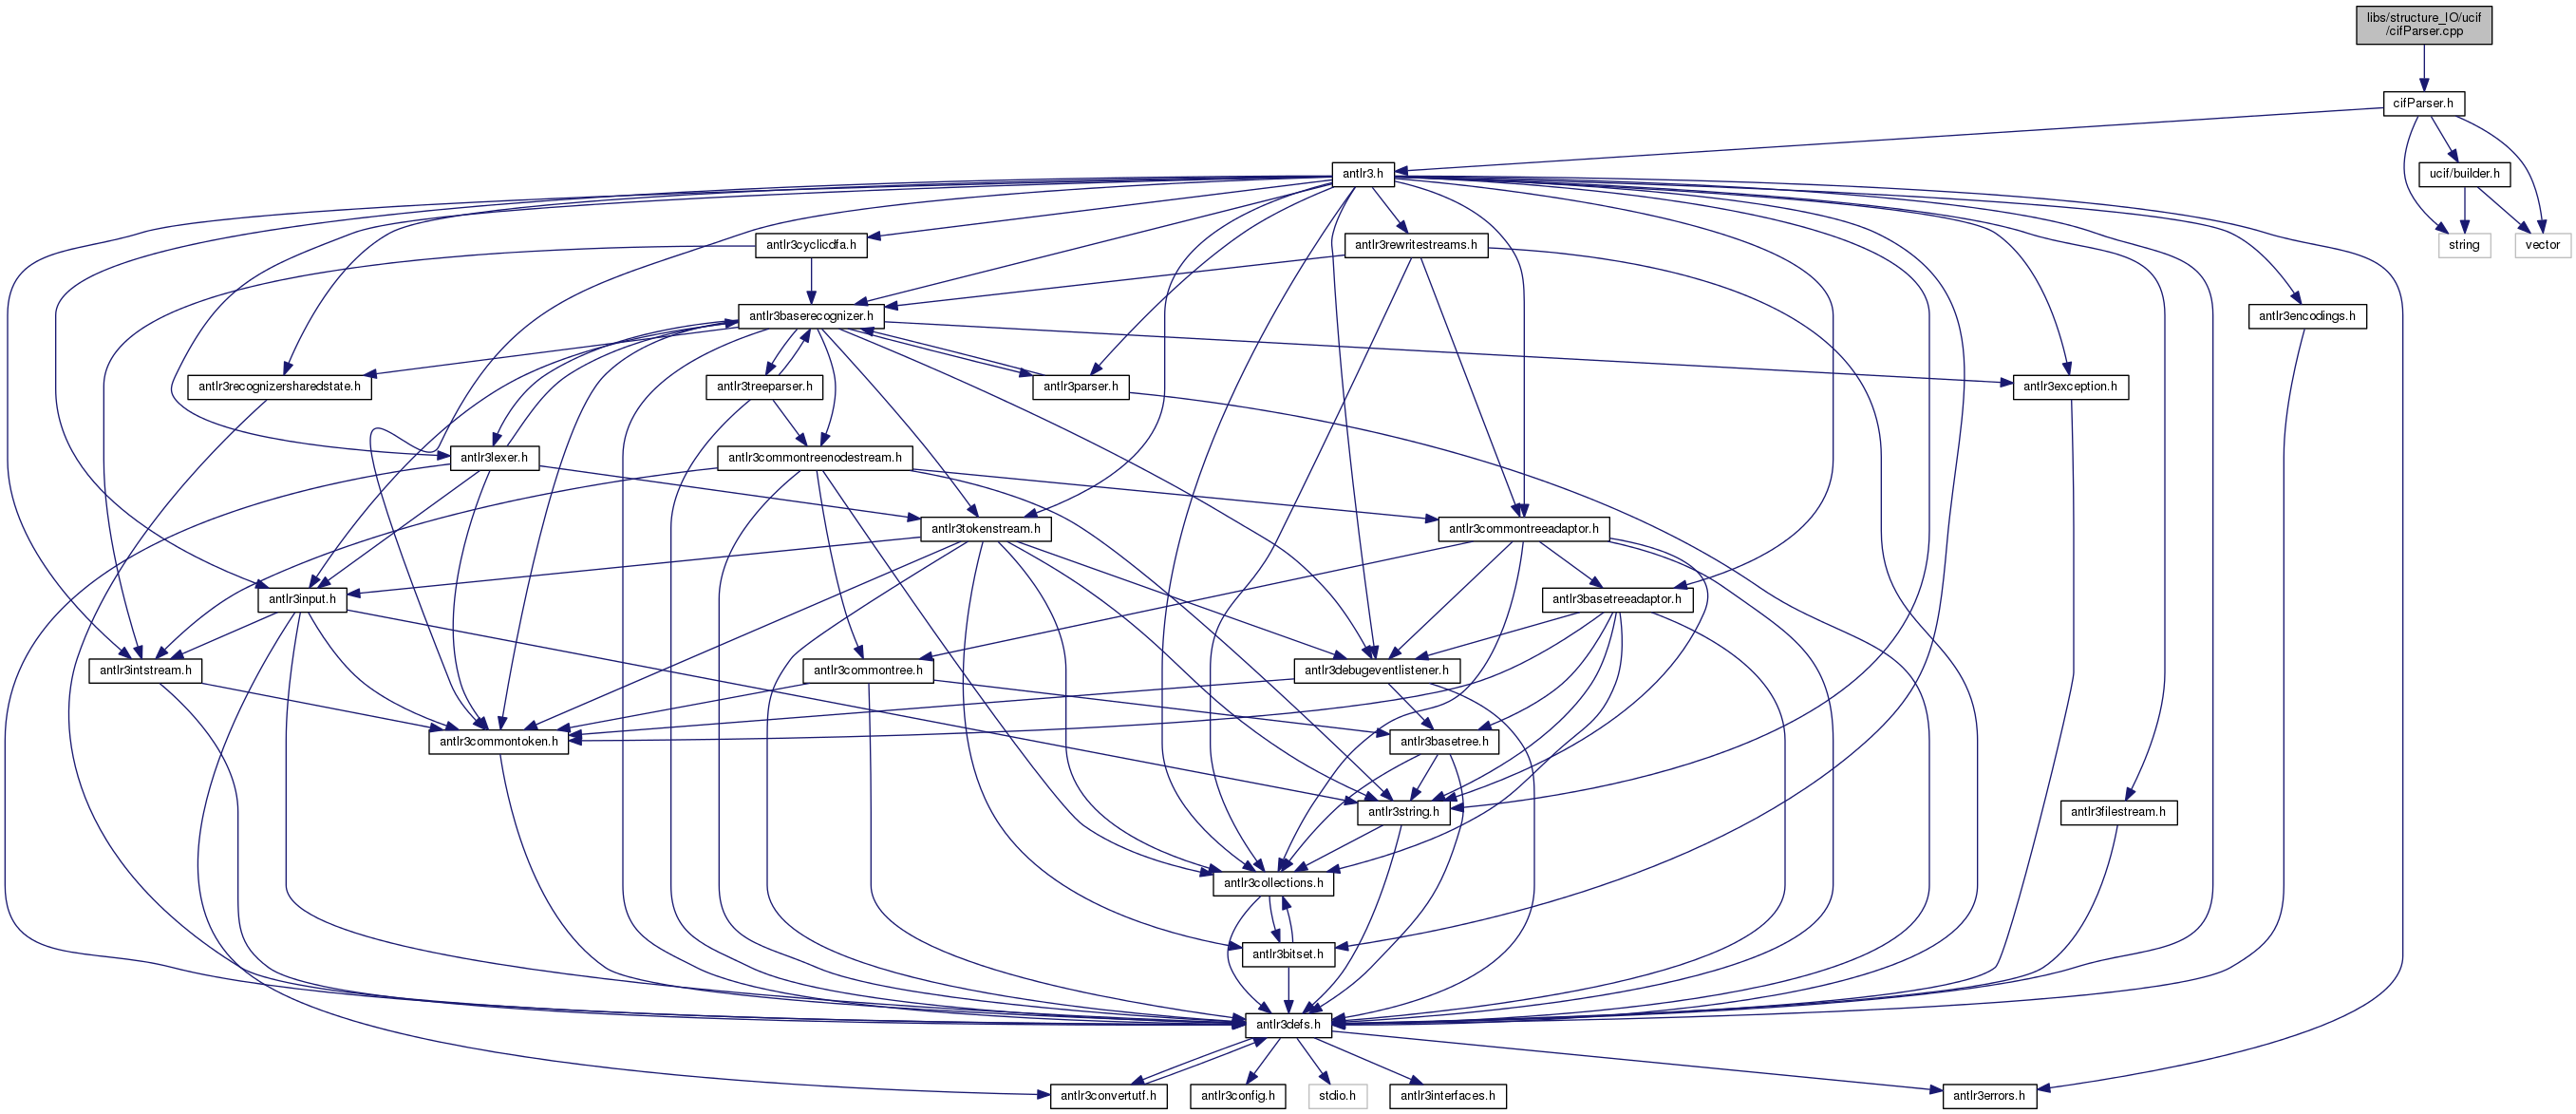 libs/structure_IO/ucif
/cifParser.cpp
cifParser.h
antlr3.h
ucif/builder.h
antlr3cyclicdfa.h
antlr3rewritestreams.h
string
vector
antlr3baserecognizer.h
antlr3encodings.h
antlr3recognizersharedstate.h
antlr3treeparser.h
antlr3parser.h
antlr3exception.h
antlr3lexer.h
antlr3commontreenodestream.h
antlr3tokenstream.h
antlr3commontreeadaptor.h
antlr3input.h
antlr3basetreeadaptor.h
antlr3intstream.h
antlr3commontree.h
antlr3debugeventlistener.h
antlr3commontoken.h
antlr3basetree.h
antlr3string.h
antlr3filestream.h
antlr3collections.h
antlr3bitset.h
antlr3defs.h
antlr3convertutf.h
antlr3config.h
stdio.h
antlr3interfaces.h
antlr3errors.h